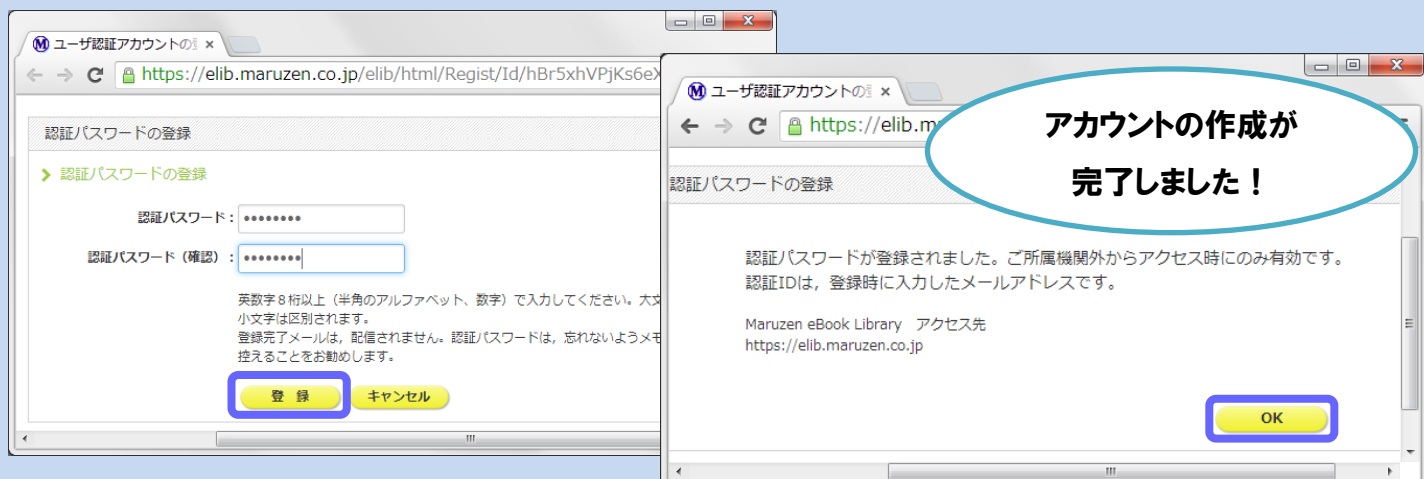 ユーザ認証アカウントの
https://elib.maruzen.co.jp/elib/html/Regist/Id/hBr5xhVPjKs6eX
認証パスワードの登録
認証パスワードの登録
認証パスワード：
認証パスワード（確認）：
英数字８桁以上（半角のアルファベット、数字）で入力してください。大文
小文字は区別されます。
登録完了メールは，配信されません。認証パスワードは，忘れないようメモ
控えることをお勧めします。
登 録
キャンセル
ユーザ認証アカウントの
https://elib.m
アカウントの作成が
完了しました！
認証パスワードの登録
認証パスワードが登録されました。ご所属機関外からアクセス時にのみ有効です。
認証IDは，登録時に入力したメールアドレスです。
Maruzen eBook Library　アクセス先
https://elib.maruzen.co.jp
OK